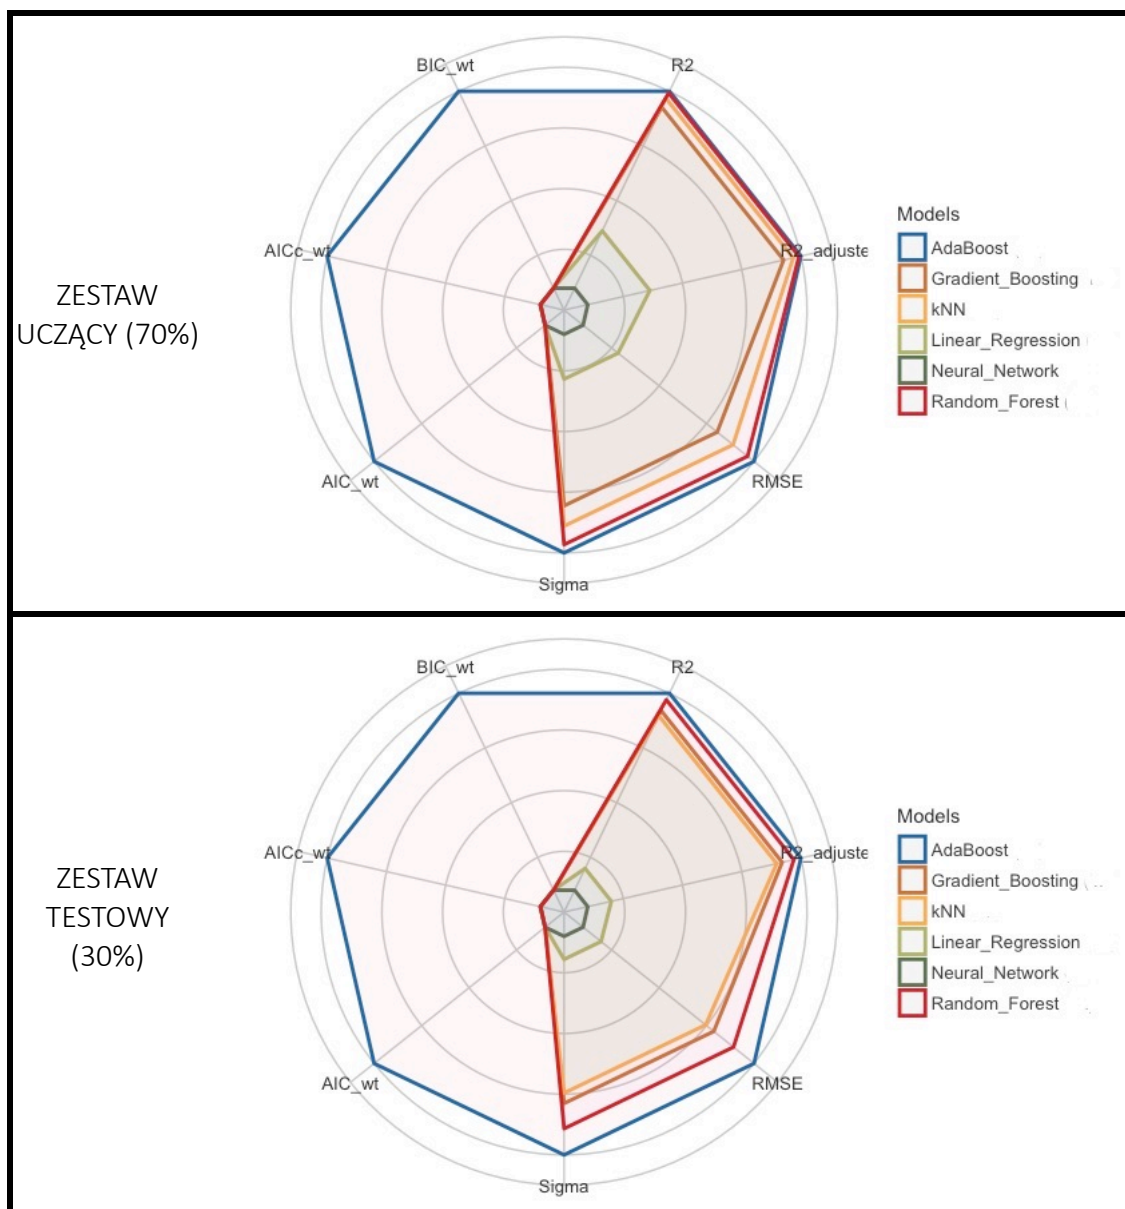 ZESTAW
UCZĄCY (70%)
BIC_wt
R2
AICc_wt
R2_adjuste
AIC_wt
RMSE
Sigma
Models
AdaBoost
Gradient_Boosting
kNN
Linear_Regression
Neural_Network
Random_Forest
ZESTAW
TESTOWY
(30%)
BIC_wt
R2
AICc_wt
R2_adjuste
AIC_wt
RMSE
Sigma
Models
AdaBoost
Gradient_Boosting
kNN
Linear_Regression
Neural_Network
Random_Forest